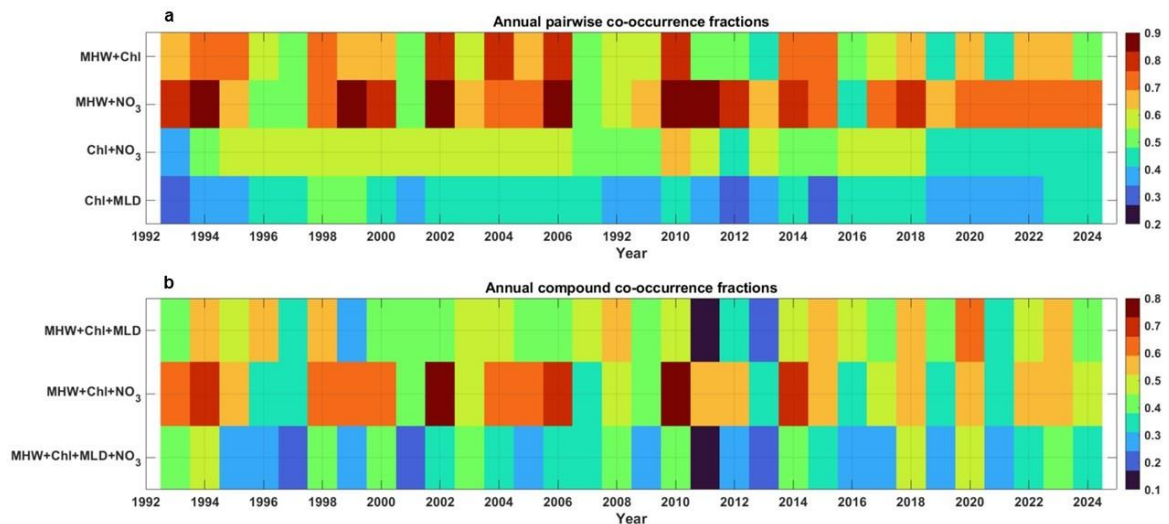 a
Annual pairwise co-occurrence fractions
MHW+Chl
MHW+NO3
Chl+NO3
Chl+MLD
1992 1994 1996 1998 2000 2002 2004 2006 1992 2010 2012 2014 2016 2018 2020 2022 2024
Year
0.9
0.8
0.7
0.6
0.5
0.4
0.3
0.2
b
Annual compound co-occurrence fractions
MHW+Chl+MLD
MHW+Chl+NO3
MHW+Chl+MLD+NO3
1992 1994 1996 1998 2000 2002 2004 2006 2008 2010 2012 2014 2016 2018 2020 2022 2024
Year
0.8
0.7
0.6
0.5
0.4
0.3
0.2
0.1